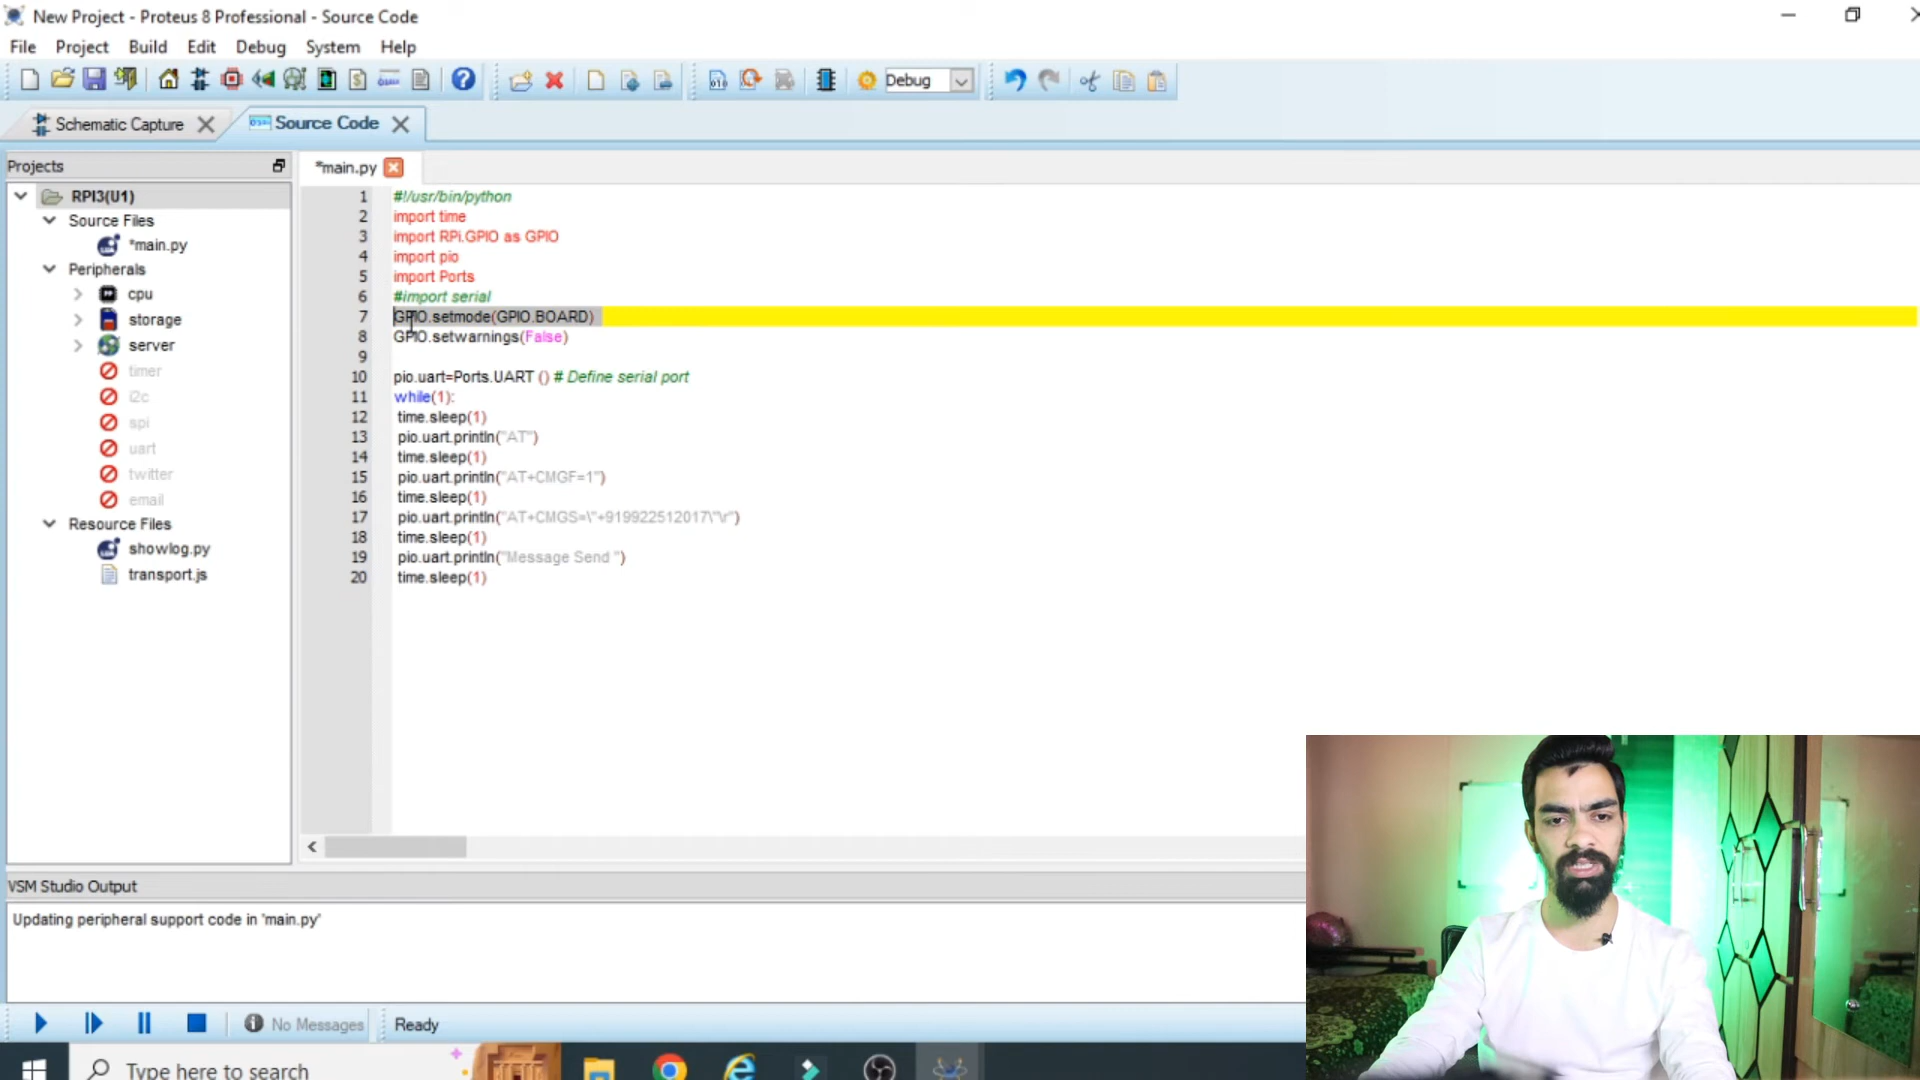 New Project - Proteus 8 Professional - Source Code
File Project Build Edit Debug System Help
Debug
Schematic Capture
Source Code
Projects
*main.py
RPI3(U1)
Source Files
*main.py
Peripherals
cpu
storage
server
timer
i2c
spi
uart
twitter
email
Resource Files
showlog.py
transport.js
1 #!/usr/bin/python
2 import time
3 import RPi.GPIO as GPIO
4 import pio
5 import Ports
6 #import serial
7 GPIO.setmode(GPIO.BOARD)
8 GPIO.setwarnings(False)
9
10 pio.uart=Ports.UART () # Define serial port
11 while(1):
12 time.sleep(1)
13 pio.uart.println("AT")
14 time.sleep(1)
15 pio.uart.println("AT+CMGF=1")
16 time.sleep(1)
17 pio.uart.println("AT+CMGS=\"+919922512017\"\r")
18 time.sleep(1)
19 pio.uart.println("Message Send ")
20 time.sleep(1)
VSM Studio Output
Updating peripheral support code in 'main.py'
No Messages
Ready
Type here to search